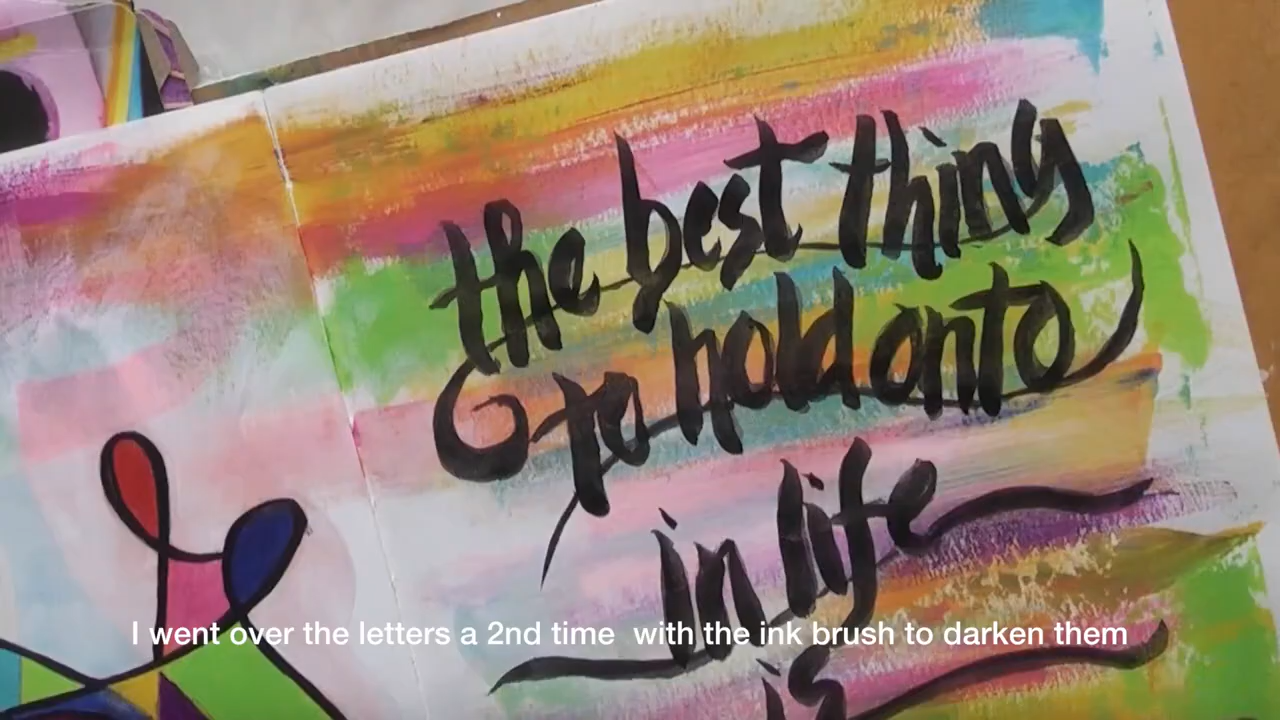 the best thing
to hold onto
in life
is
I went over the letters a 2nd time  with the ink brush to darken them